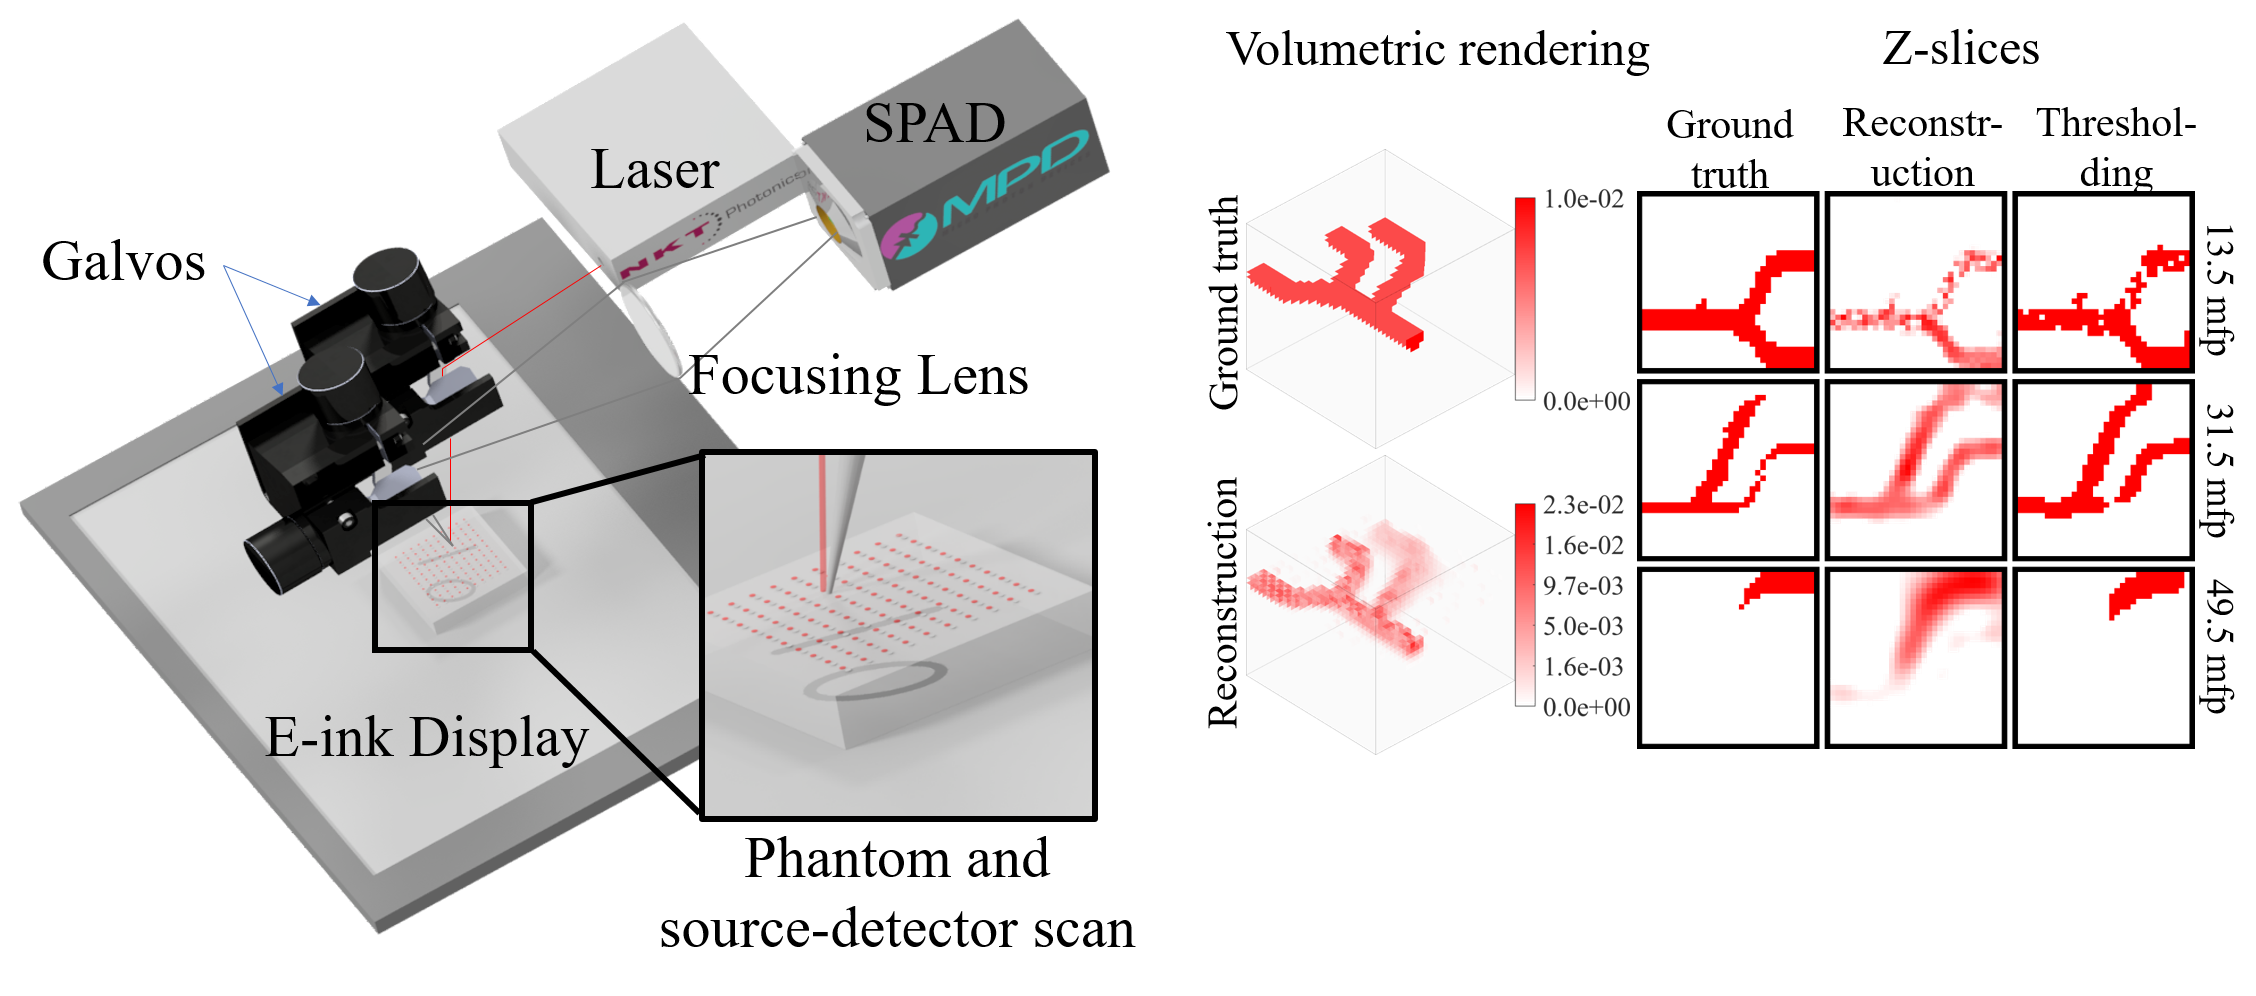 Laser
SPAD
NKT Photonics
MPD
Galvos
Focusing Lens
E-ink Display
Phantom and
source-detector scan
Volumetric rendering
Ground truth
1.0e-02
0.0e+00
Reconstruction
2.3e-02
1.6e-02
9.7e-03
5.0e-03
1.6e-03
0.0e+00
Z-slices
Ground
truth
Reconstr-
uction
Threshol-
ding
13.5 mfp
31.5 mfp
49.5 mfp